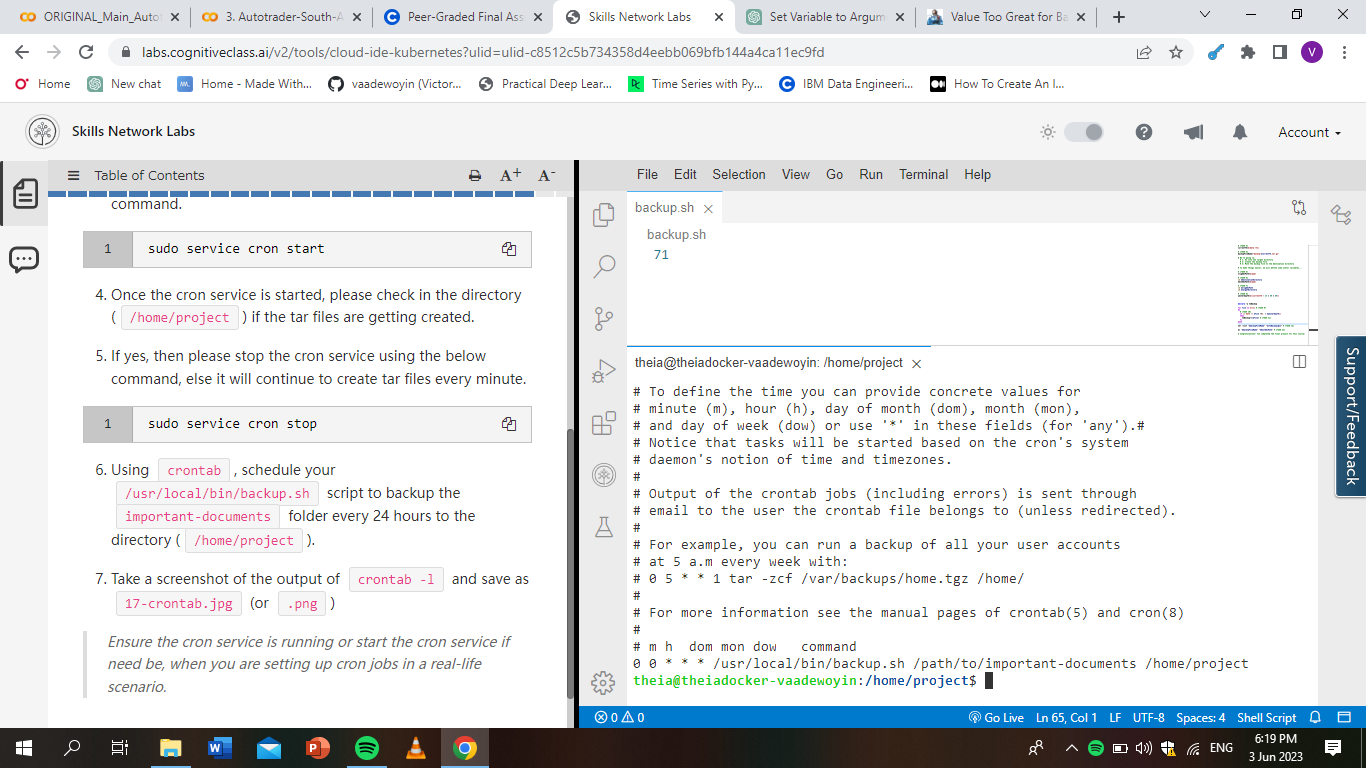 ORIGINAL_Main_Auto
3. Autotrader-South-A
Peer-Graded Final Ass
Skills Network Labs
Set Variable to Argum
Value Too Great for Ba
labs.cognitiveclass.ai/v2/tools/cloud-ide-kubernetes?ulid=ulid-c8512c5b734358d4eebb069bfb144a4ca11ec9fd
V
Home
New chat
Home - Made With...
vaadewoyin (Victor...
Practical Deep Lear...
Time Series with Py...
IBM Data Engineeri...
How To Create An I...
Skills Network Labs
Account
Table of Contents
A+ A-
command.
1 sudo service cron start
4. Once the cron service is started, please check in the directory
( /home/project ) if the tar files are getting created.
5. If yes, then please stop the cron service using the below
command, else it will continue to create tar files every minute.
1 sudo service cron stop
6. Using crontab , schedule your
/usr/local/bin/backup.sh script to backup the
important-documents folder every 24 hours to the
directory ( /home/project ).
7. Take a screenshot of the output of crontab -l and save as
17-crontab.jpg (or .png )
Ensure the cron service is running or start the cron service if
need be, when you are setting up cron jobs in a real-life
scenario.
File Edit Selection View Go Run Terminal Help
backup.sh
backup.sh
71
theia@theiadocker-vaadewoyin: /home/project
# To define the time you can provide concrete values for
# minute (m), hour (h), day of month (dom), month (mon),
# and day of week (dow) or use '*' in these fields (for 'any').#
# Notice that tasks will be started based on the cron's system
# daemon's notion of time and timezones.
#
# Output of the crontab jobs (including errors) is sent through
# email to the user the crontab file belongs to (unless redirected).
#
# For example, you can run a backup of all your user accounts
# at 5 a.m every week with:
# 0 5 * * 1 tar -zcf /var/backups/home.tgz /home/
#
# For more information see the manual pages of crontab(5) and cron(8)
#
# m h  dom mon dow   command
0 0 * * * /usr/local/bin/backup.sh /path/to/important-documents /home/project
theia@theiadocker-vaadewoyin:/home/project$
Support/Feedback
0 0
Go Live Ln 65, Col 1 LF UTF-8 Spaces: 4 Shell Script
ENG
6:19 PM
3 Jun 2023